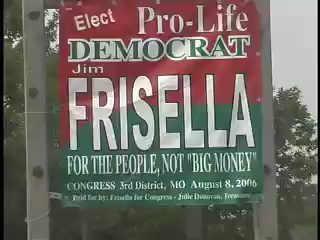 Elect Pro-Life
DEMOCRAT
Jim
FRISELLA
FOR THE PEOPLE, NOT "BIG MONEY"
CONGRESS 3rd District, MO August 8, 2006
Paid for by: Frisella for Congress - Julie Donovan, Treasurer